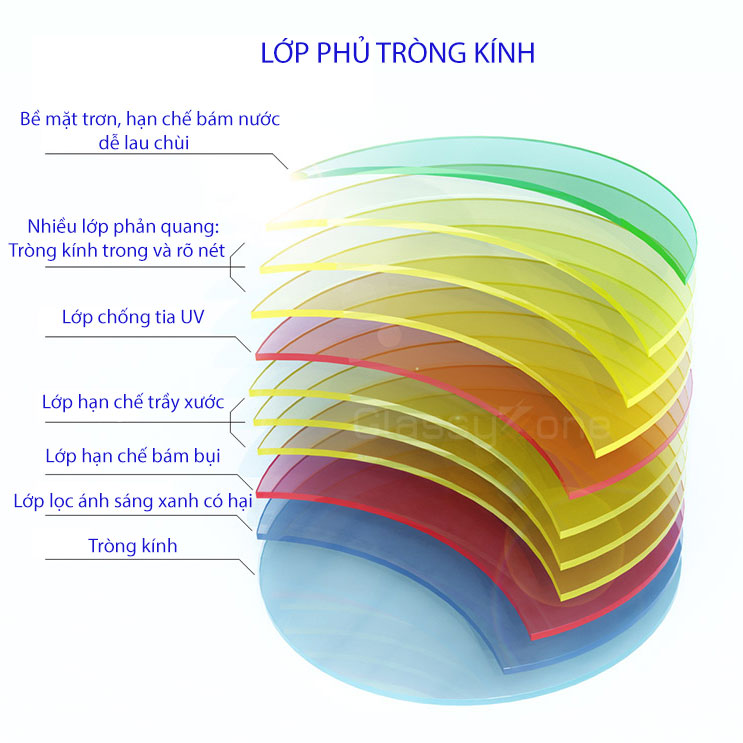 LỚP PHỦ TRÒNG KÍNH
Bề mặt trơn, hạn chế bám nước
dễ lau chùi
Nhiều lớp phản quang:
Tròng kính trong và rõ nét
Lớp chống tia UV
Lớp hạn chế trầy xước
GlassyZone
Lớp hạn chế bám bụi
Lớp lọc ánh sáng xanh có hại
Tròng kính